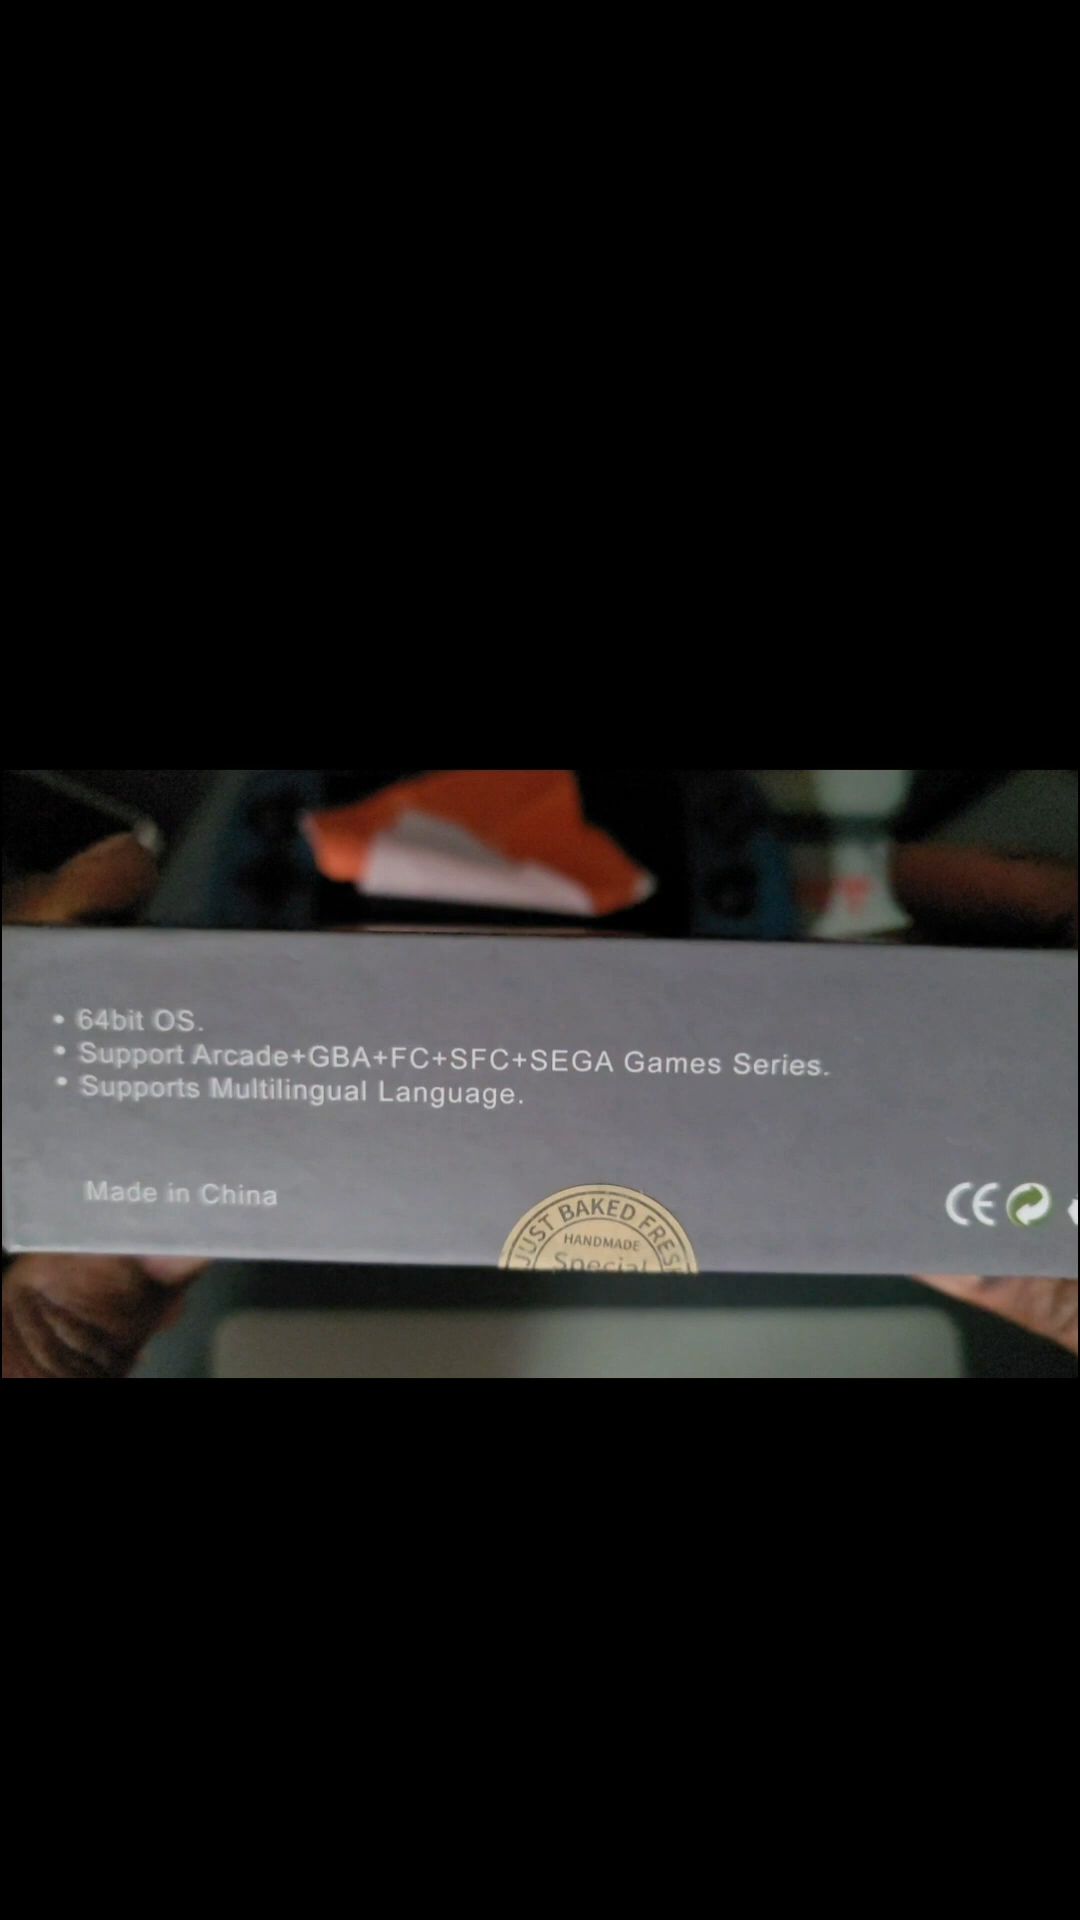 • 64bit OS.
• Support Arcade+GBA+FC+SFC+SEGA Games Series.
• Supports Multilingual Language.
Made in China
CE
JUST BAKED FRESH
HANDMADE
Special